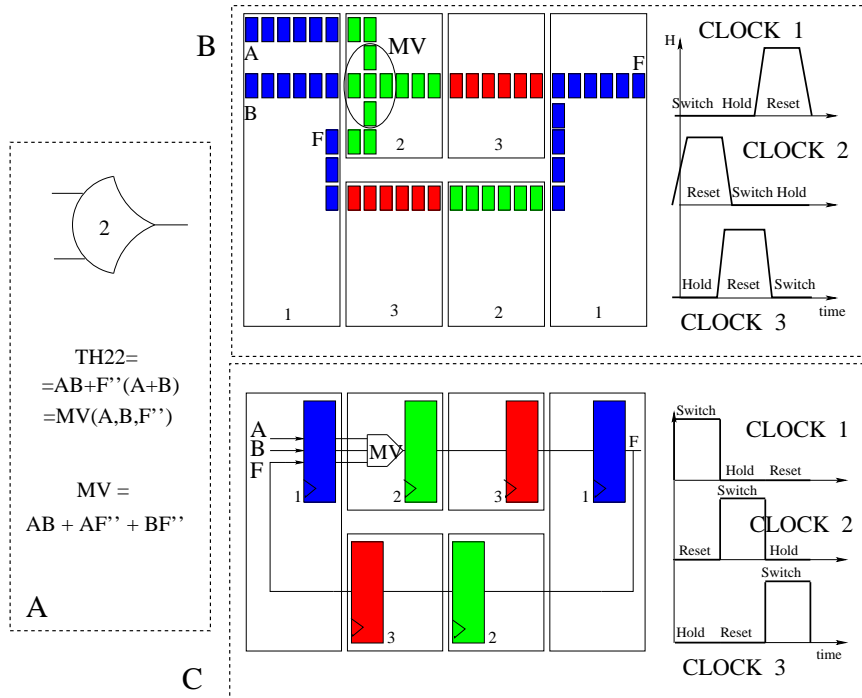 2
TH22=
=AB+F’’(A+B)
=MV(A,B,F’’)
MV =
AB + AF’’ + BF’’
A
B
A
B
F
MV
F
2
3
1
3
2
1
H
CLOCK 1
Switch Hold Reset
CLOCK 2
Reset Switch Hold
Hold Reset Switch
time
CLOCK 3
C
A
B
F
MV
F
1
2
3
1
3
2
Switch
CLOCK 1
Hold Reset
Switch
CLOCK 2
Reset Hold
Switch
Hold Reset
time
CLOCK 3